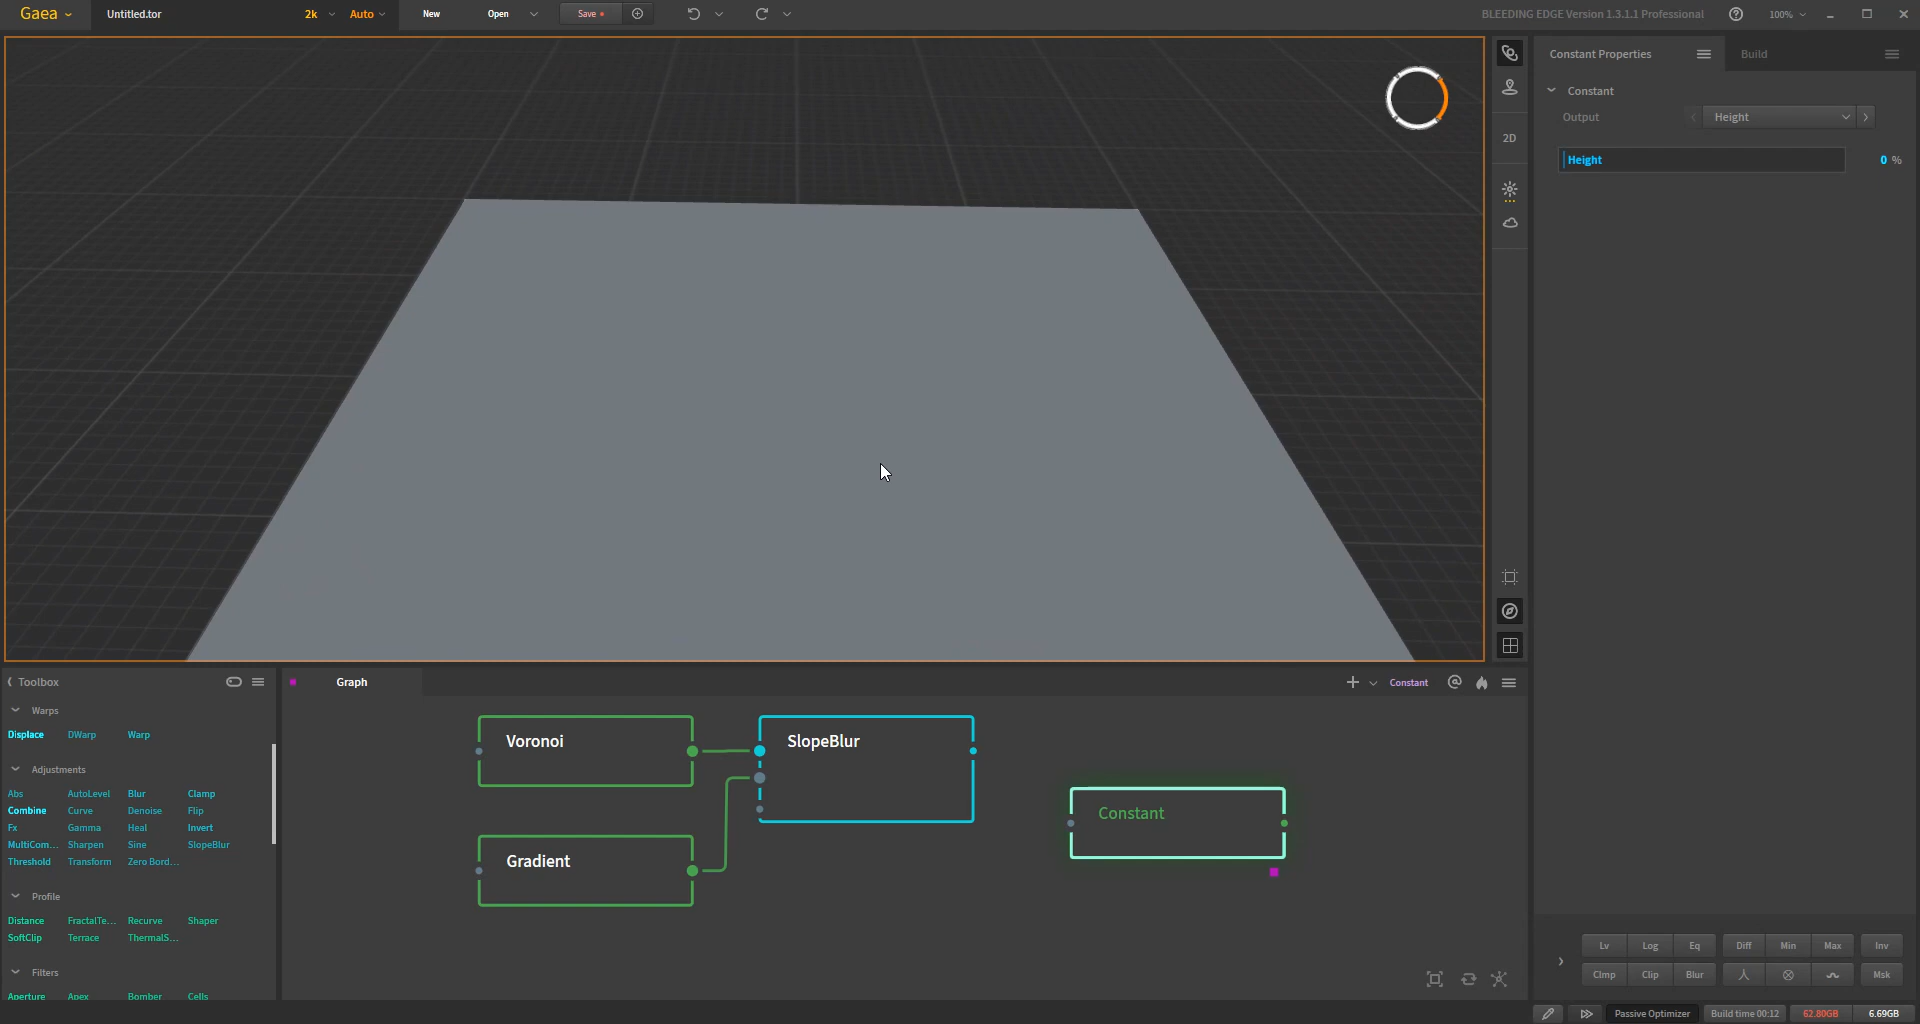 Gaea Untitled.tor 2k Auto New Open Save BLEEDING EDGE Version 1.3.1.1 Professional 100%
Constant Properties Build
Constant
Output Height
2D
Height 0 %
Toolbox
Graph
Constant
Warps
Displace DWarp Warp
Adjustments
Abs AutoLevel Blur Clamp
Combine Curve Denoise Flip
Fx Gamma Heal Invert
MultiCom... Sharpen Sine SlopeBlur
Threshold Transform Zero Bord...
Profile
Distance FractalTe... Recurve Shaper
SoftClip Terrace ThermalS...
Filters
Aperture Apex Bomber Cells
Voronoi
SlopeBlur
Constant
Gradient
Lv Log Eq Diff Min Max Inv
Clmp Clip Blur Msk
Passive Optimizer Build time 00:12 62.80GB 6.69GB